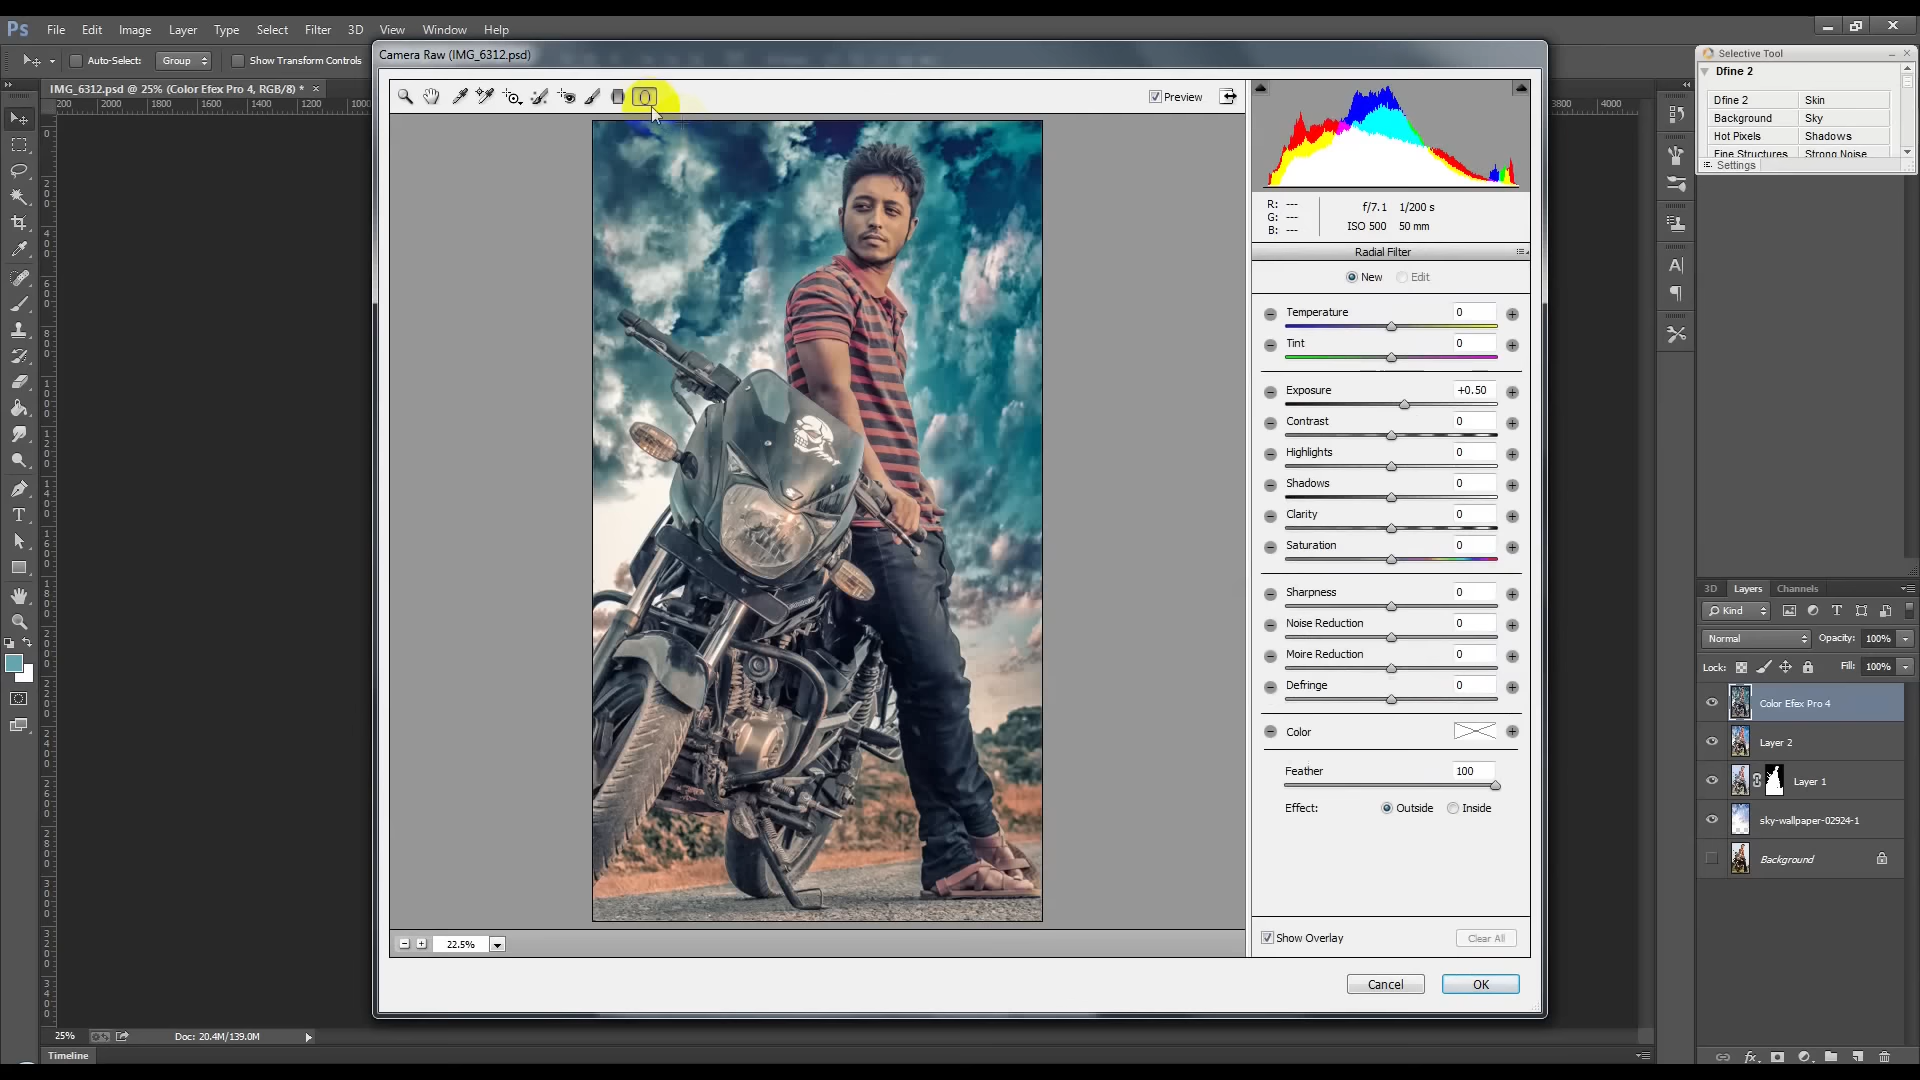 Ps File Edit Image Layer Type Select Filter 3D View Window Help
Auto-Select: Group Show Transform Controls
IMG_6312.psd @ 25% (Color Efex Pro 4, RGB/8) * ×
Camera Raw (IMG_6312.psd)
Preview
R: ---
G: ---
B: ---
f/7.1 1/200 s
ISO 500 50 mm
Radial Filter
New Edit
Temperature 0
Tint 0
Exposure +0.50
Contrast 0
Highlights 0
Shadows 0
Clarity 0
Saturation 0
Sharpness 0
Noise Reduction 0
Moire Reduction 0
Defringe 0
Color
Feather 100
Effect: Outside Inside
Show Overlay Clear All
22.5%
Cancel OK
Selective Tool
Dfine 2
Dfine 2 Skin
Background Sky
Hot Pixels Shadows
Fine Structures Strong Noise
Settings
3D Layers Channels
Kind
Normal Opacity: 100%
Lock: Fill: 100%
Color Efex Pro 4
Layer 2
Layer 1
sky-wallpaper-02924-1
Background
25% Doc: 20.4M/139.0M
Timeline